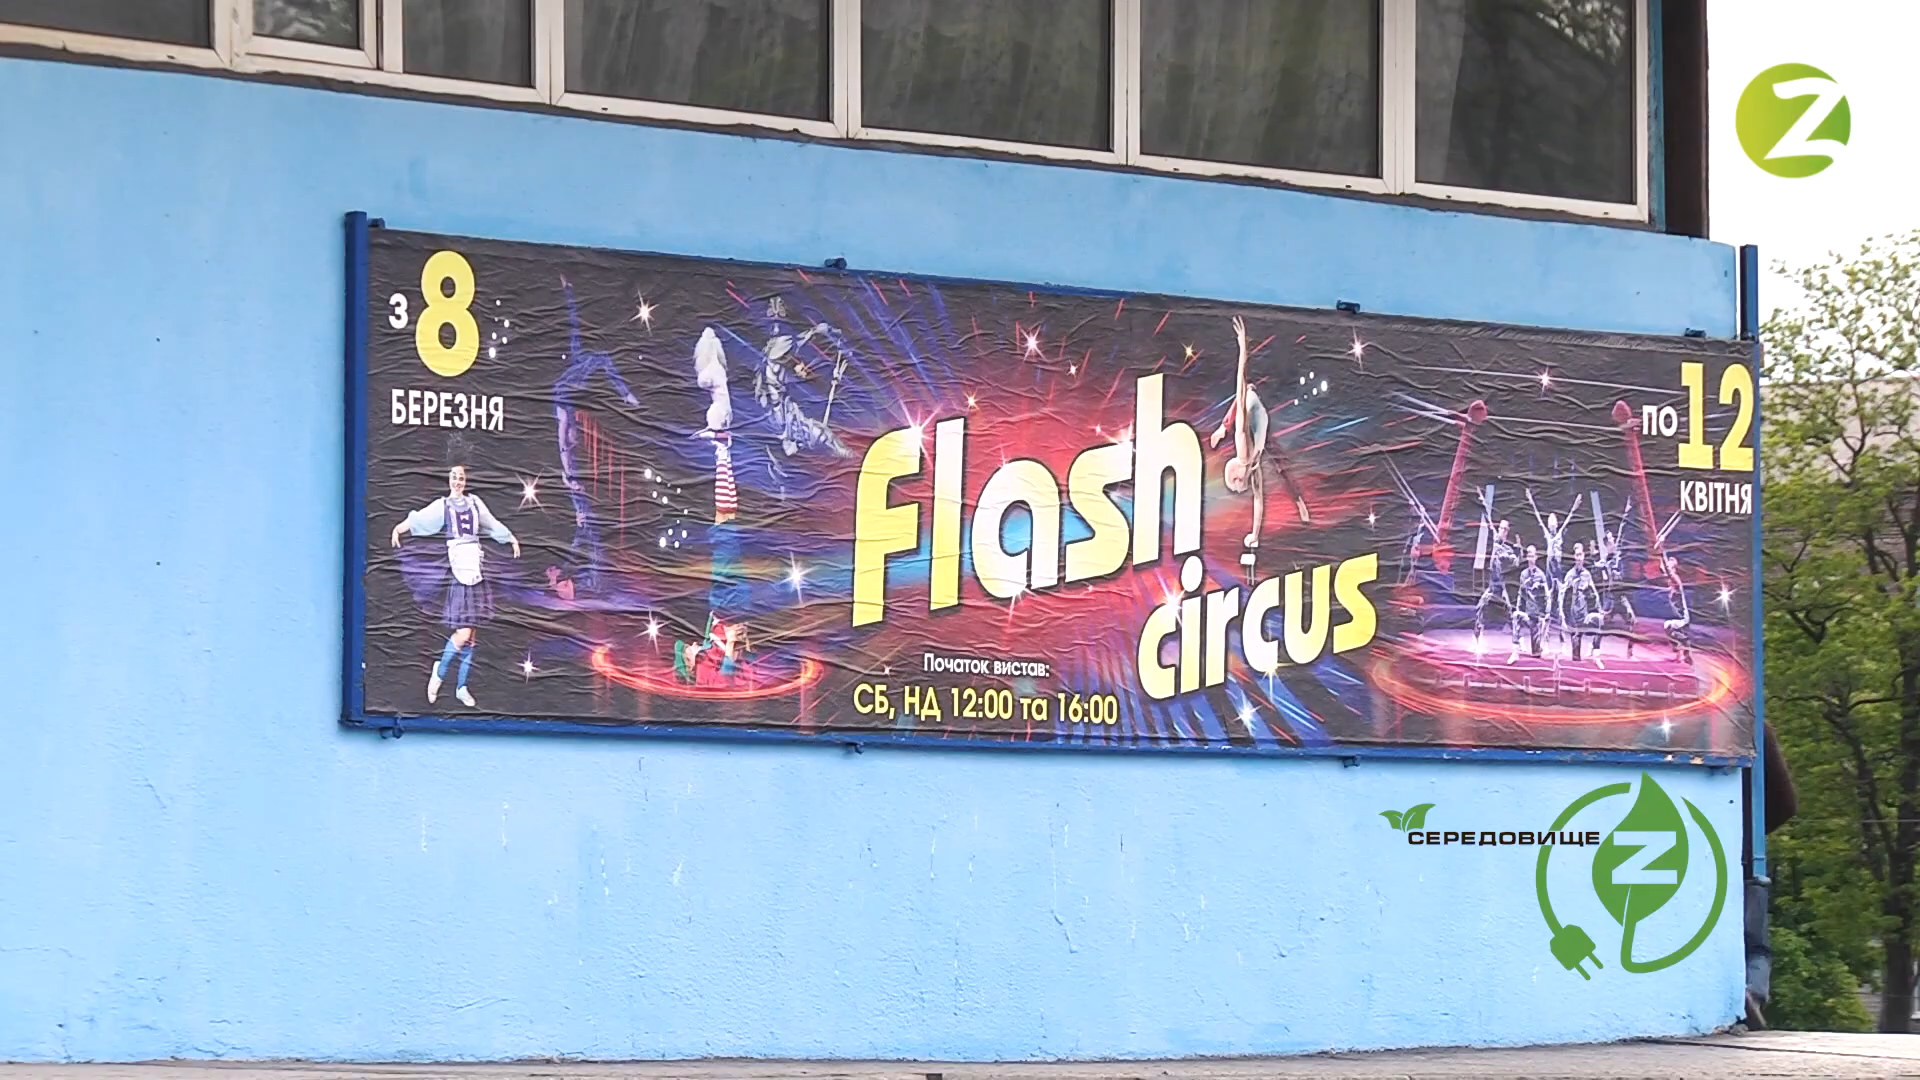 З 8
БЕРЕЗНЯ
Flash
circus
Початок вистав:
СБ, НД 12:00 та 16:00
ПО 12
КВІТНЯ
Z
СЕРЕДОВИЩЕ
Z